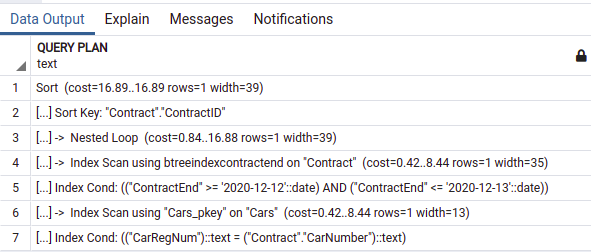 Data Output Explain Messages Notifications
QUERY PLAN
text
1 Sort (cost=16.89..16.89 rows=1 width=39)
2 [...] Sort Key: "Contract"."ContractID"
3 [...] -> Nested Loop (cost=0.84..16.88 rows=1 width=39)
4 [...] -> Index Scan using btreeindexcontractend on "Contract" (cost=0.42..8.44 rows=1 width=35)
5 [...] Index Cond: (("ContractEnd" >= '2020-12-12'::date) AND ("ContractEnd" <= '2020-12-13'::date))
6 [...] -> Index Scan using "Cars_pkey" on "Cars" (cost=0.42..8.44 rows=1 width=13)
7 [...] Index Cond: (("CarRegNum")::text = ("Contract"."CarNumber")::text)